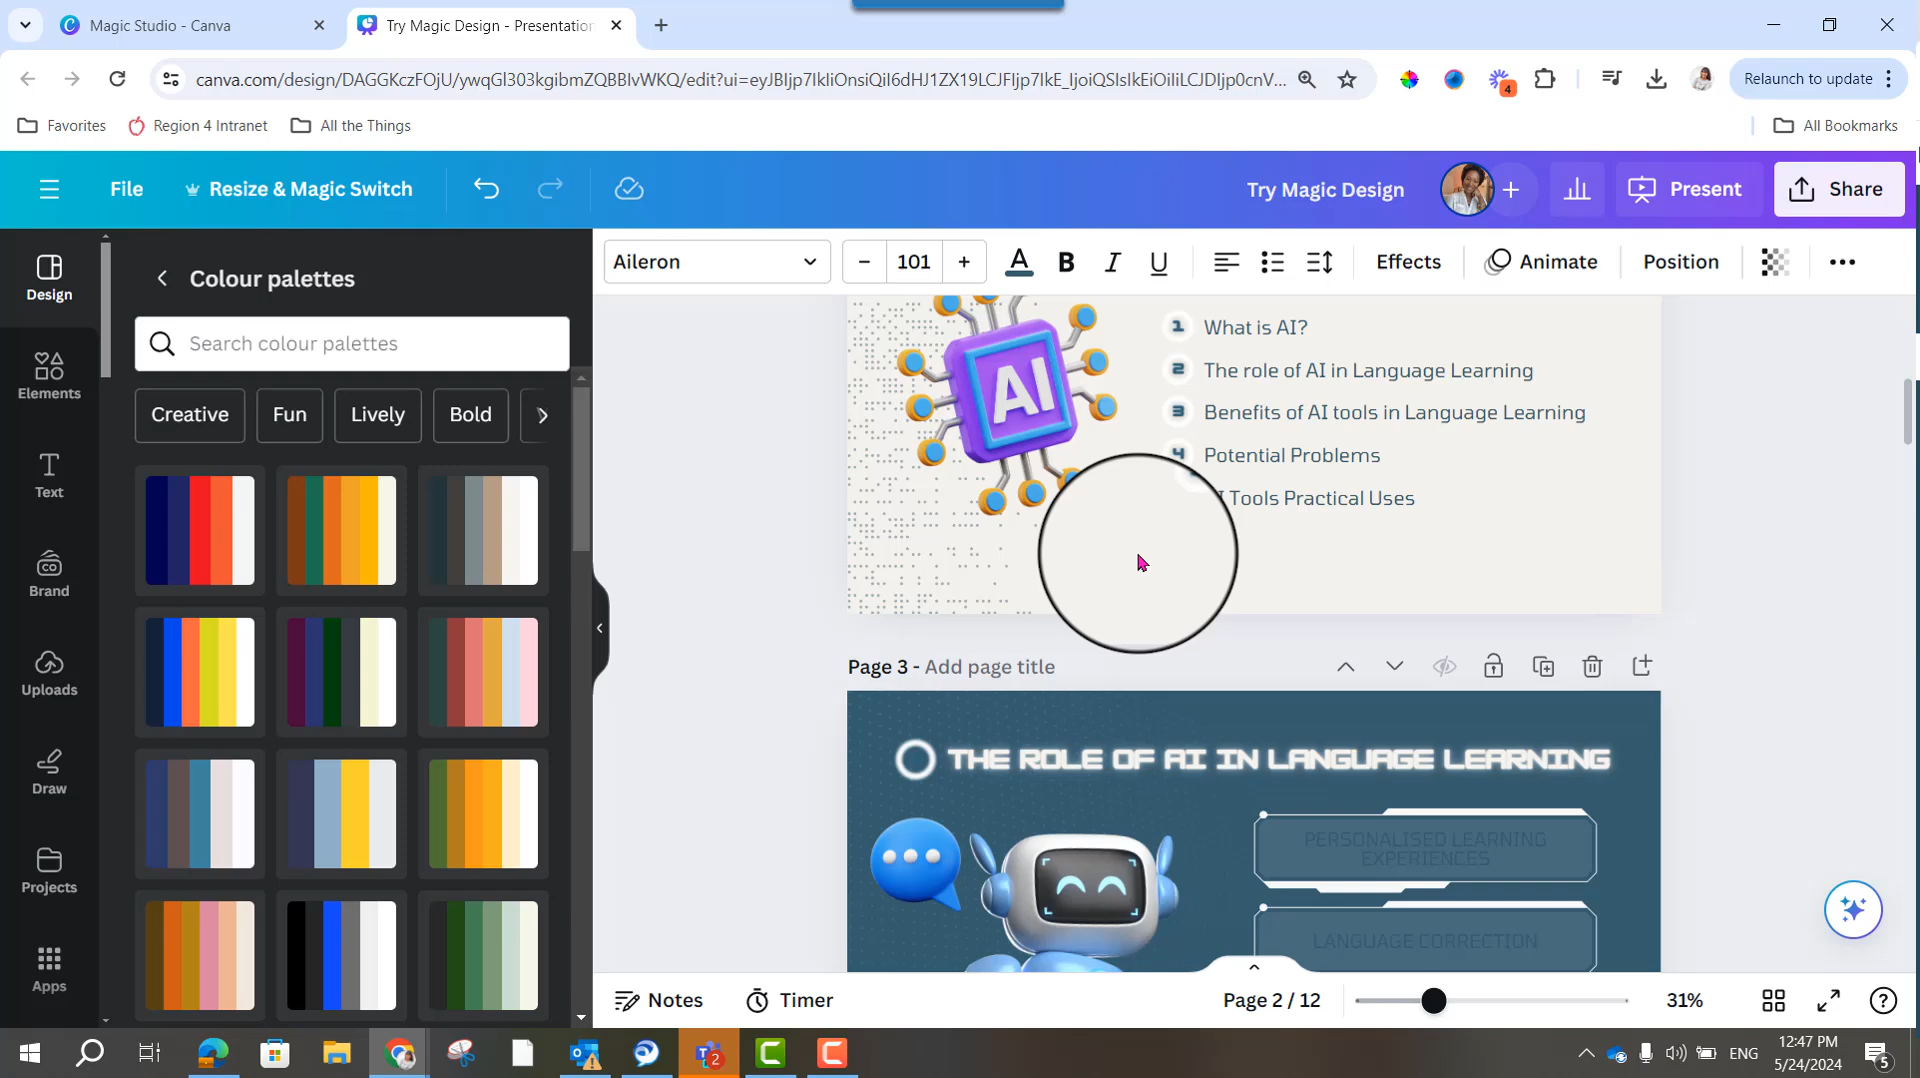 Magic Studio - Canva
Try Magic Design - Presentation
canva.com/design/DAGGKczFOjU/ywqGl303kgibmZQBBlvWKQ/edit?ui=eyJBIjp7IkIiOnsiQiI6dHJ1ZX19LCJFIjp7IkE_IjoiQSIsIkEiOiIiLCJDIjp0cnV...
4
Relaunch to update
Favorites
Region 4 Intranet
All the Things
All Bookmarks
File
Resize & Magic Switch
Try Magic Design
Present
Share
Design
Elements
Text
Brand
Uploads
Draw
Projects
Apps
Colour palettes
Search colour palettes
Creative
Fun
Lively
Bold
Aileron
101
A
B
I
U
Effects
Animate
Position
AI
1 What is AI?
2 The role of AI in Language Learning
3 Benefits of AI tools in Language Learning
4 Potential Problems
I Tools Practical Uses
Page 3 - Add page title
THE ROLE OF AI IN LANGUAGE LEARNING
PERSONALISED LEARNING
EXPERIENCES
LANGUAGE CORRECTION
Notes
Timer
Page 2 / 12
31%
2
ENG
12:47 PM
5/24/2024
5